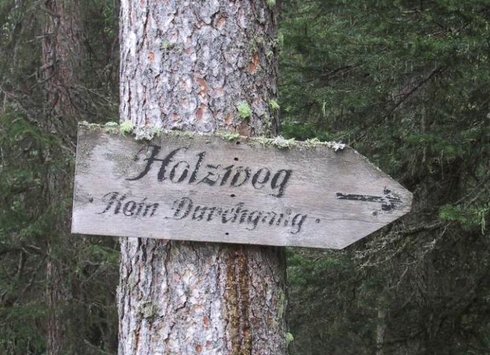 Holzweg
Kein Durchgang.